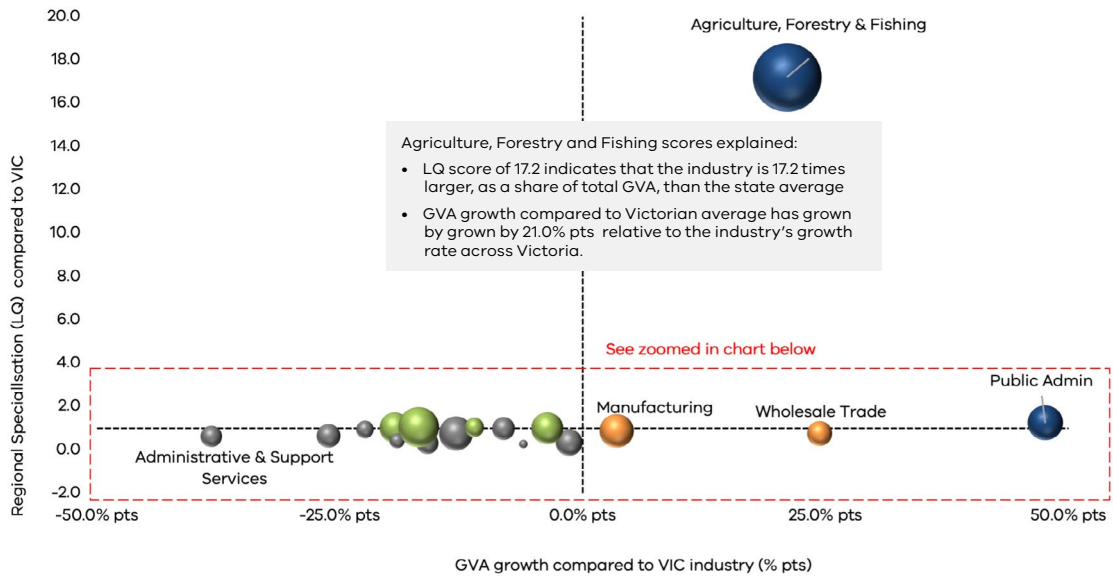 20.0
Agriculture, Forestry & Fishing
18.0
16.0
Agriculture, Forestry and Fishing scores explained:
• LQ score of 17.2 indicates that the industry is 17.2 times
larger, as a share of total GVA, than the state average
• GVA growth compared to Victorian average has grown
by grown by 21.0% pts relative to the industry's growth
rate across Victoria.
14.0
12.0
10.0
8.0
6.0
4.0
2.0
0.0
-2.0
Regional Speciallsation (LQ) compared to VIC
See zoomed in chart below
Public Admin
Manufacturing
Wholesale Trade
Administrative & Support
Services
-50.0% pts
-25.0% pts
0.0% pts
25.0% pts
50.0% pts
GVA growth compared to VIC industry (% pts)